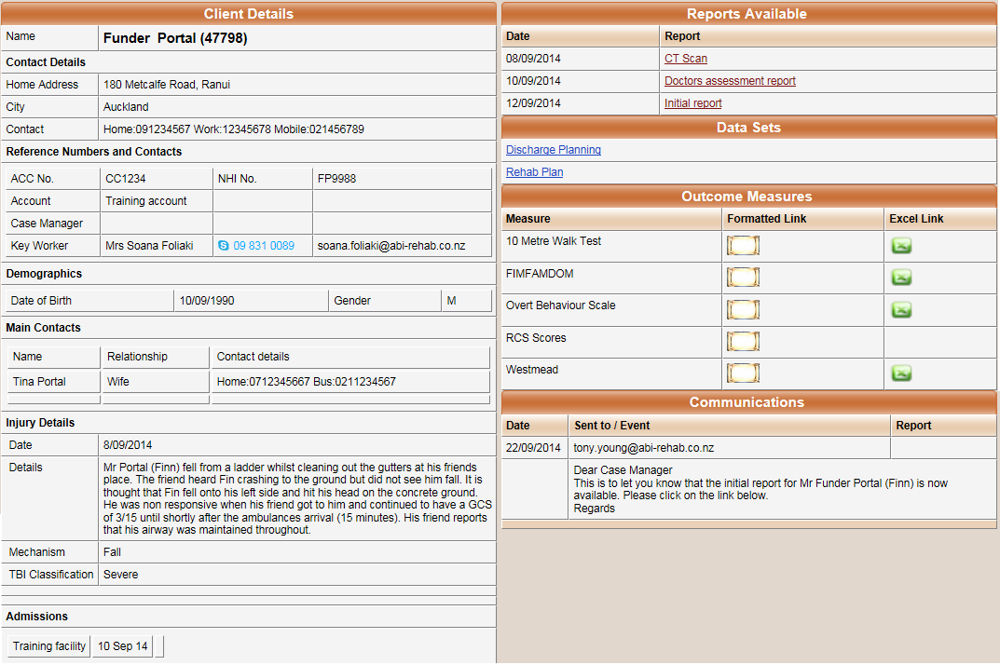 Client Details
Name Funder Portal (47798)
Contact Details
Home Address 180 Metcalfe Road, Ranui
City Auckland
Contact Home:091234567 Work:12345678 Mobile:021456789
Reference Numbers and Contacts
ACC No. CC1234 NHI No. FP9988
Account Training account
Case Manager
Key Worker Mrs Soana Foliaki 09 831 0089 soana.foliaki@abi-rehab.co.nz
Demographics
Date of Birth 10/09/1990 Gender M
Main Contacts
Name Relationship Contact details
Tina Portal Wife Home:0712345667 Bus:0211234567
Injury Details
Date 8/09/2014
Details Mr Portal (Finn) fell from a ladder whilst cleaning out the gutters at his friends
place. The friend heard Fin crashing to the ground but did not see him fall. It is
thought that Fin fell onto his left side and hit his head on the concrete ground.
He was non responsive when his friend got to him and continued to have a GCS
of 3/15 until shortly after the ambulances arrival (15 minutes). His friend reports
that his airway was maintained throughout.
Mechanism Fall
TBI Classification Severe
Admissions
Training facility 10 Sep 14
Reports Available
Date Report
08/09/2014 CT Scan
10/09/2014 Doctors assessment report
12/09/2014 Initial report
Data Sets
Discharge Planning
Rehab Plan
Outcome Measures
Measure Formatted Link Excel Link
10 Metre Walk Test
FIMFAMDOM
Overt Behaviour Scale
RCS Scores
Westmead
Communications
Date Sent to / Event Report
22/09/2014 tony.young@abi-rehab.co.nz
Dear Case Manager
This is to let you know that the initial report for Mr Funder Portal (Finn) is now
available. Please click on the link below.
Regards